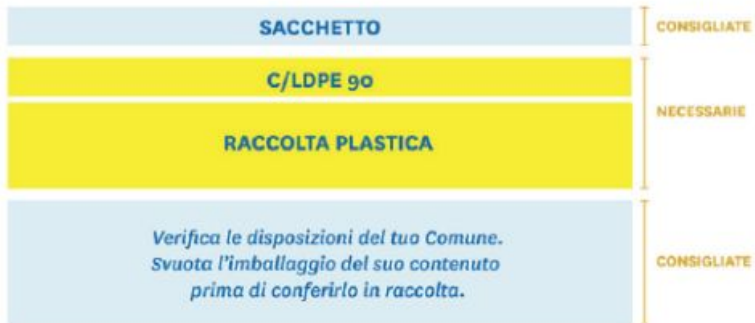 SACCHETTO
CONSIGLIATE
C/LDPE 90
NECESSARIE
RACCOLTA PLASTICA
Verifica le disposizioni del tuo Comune.
Svuota l'imballaggio del suo contenuto
prima di conferirlo in raccolta.
CONSIGLIATE